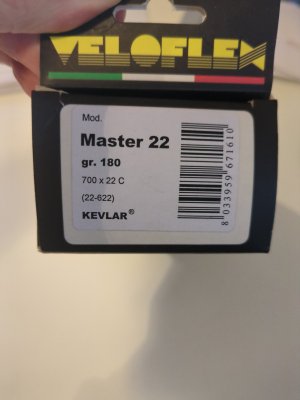 VELOFLEX
Mod.
Master 22
gr. 180
700 x 22 C
(22-622)
KEVLAR®
8 033959 671610